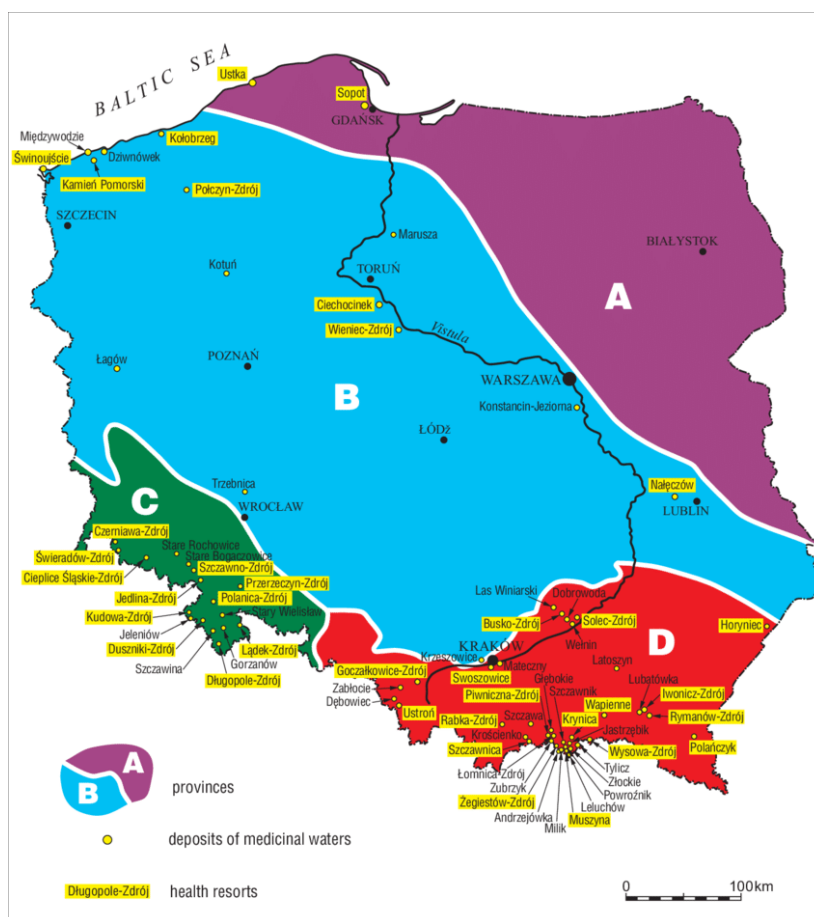 BALTIC SEA
Ustka
Sopot
GDAŃSK
Międzywodzie
Dziwnówek
Kołobrzeg
Świnoujście
Kamień Pomorski
Połczyn-Zdrój
SZCZECIN
Marusza
BIAŁYSTOK
Kotuń
TORUŃ
A
Ciechocinek
Wieniec-Zdrój
Vistula
Łagów
POZNAŃ
WARSZAWA
B
Konstancin-Jeziorna
ŁÓDź
Trzebnica
Nałęczów
C
WROCŁAW
LUBLIN
Czerniawa-Zdrój
Stare Rochowice
Świeradów-Zdrój
Stare Bogaczowice
Cieplice Śląskie-Zdrój
Szczawno-Zdrój
Jedlina-Zdrój
Przerzeczyn-Zdrój
Polanica-Zdrój
Kudowa-Zdrój
Stary Wielisław
Jeleniów
Duszniki-Zdrój
Lądek-Zdrój
Szczawina
Gorzanów
Długopole-Zdrój
Las Winiarski
Dobrowoda
Busko-Zdrój
Solec-Zdrój
Wełnin
D
Horyniec
KRAKÓW
Krzeszowice
Mateczny
Swoszowice
Latoszyn
Goczałkowice-Zdrój
Głębokie
Zabłocie
Piwniczna-Zdrój
Szczawnik
Lubatówka
Dębowiec
Wapienne
Iwonicz-Zdrój
Ustroń
Rabka-Zdrój
Szczawa
Krynica
Rymanów-Zdrój
Krościenko
Jastrzębik
Szczawnica
Wysowa-Zdrój
Polańczyk
Łomnica-Zdrój
Tylicz
Zubrzyk
Złockie
Żegiestów-Zdrój
Powroźnik
Andrzejówka
Leluchów
Milik
Muszyna
A
B
provinces
deposits of medicinal waters
Długopole-Zdrój
health resorts
0 100km